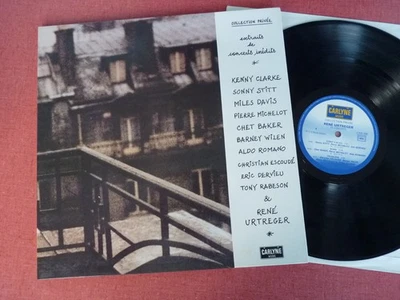 COLLECTION PRIVÉE
extraits
de
concerts inédits
*
KENNY CLARKE
SONNY STITT
MILES DAVIS
PIERRE MICHELOT
CHET BAKER
BARNEY WILEN
ALDO ROMANO
CHRISTIAN ESCOUDÉ
ERIC DERVIEU
TONY RABESON
&
RENÉ
URTREGER
*
CARLYNE
MUSIC
CARLYNE
RENÉ URTREGER